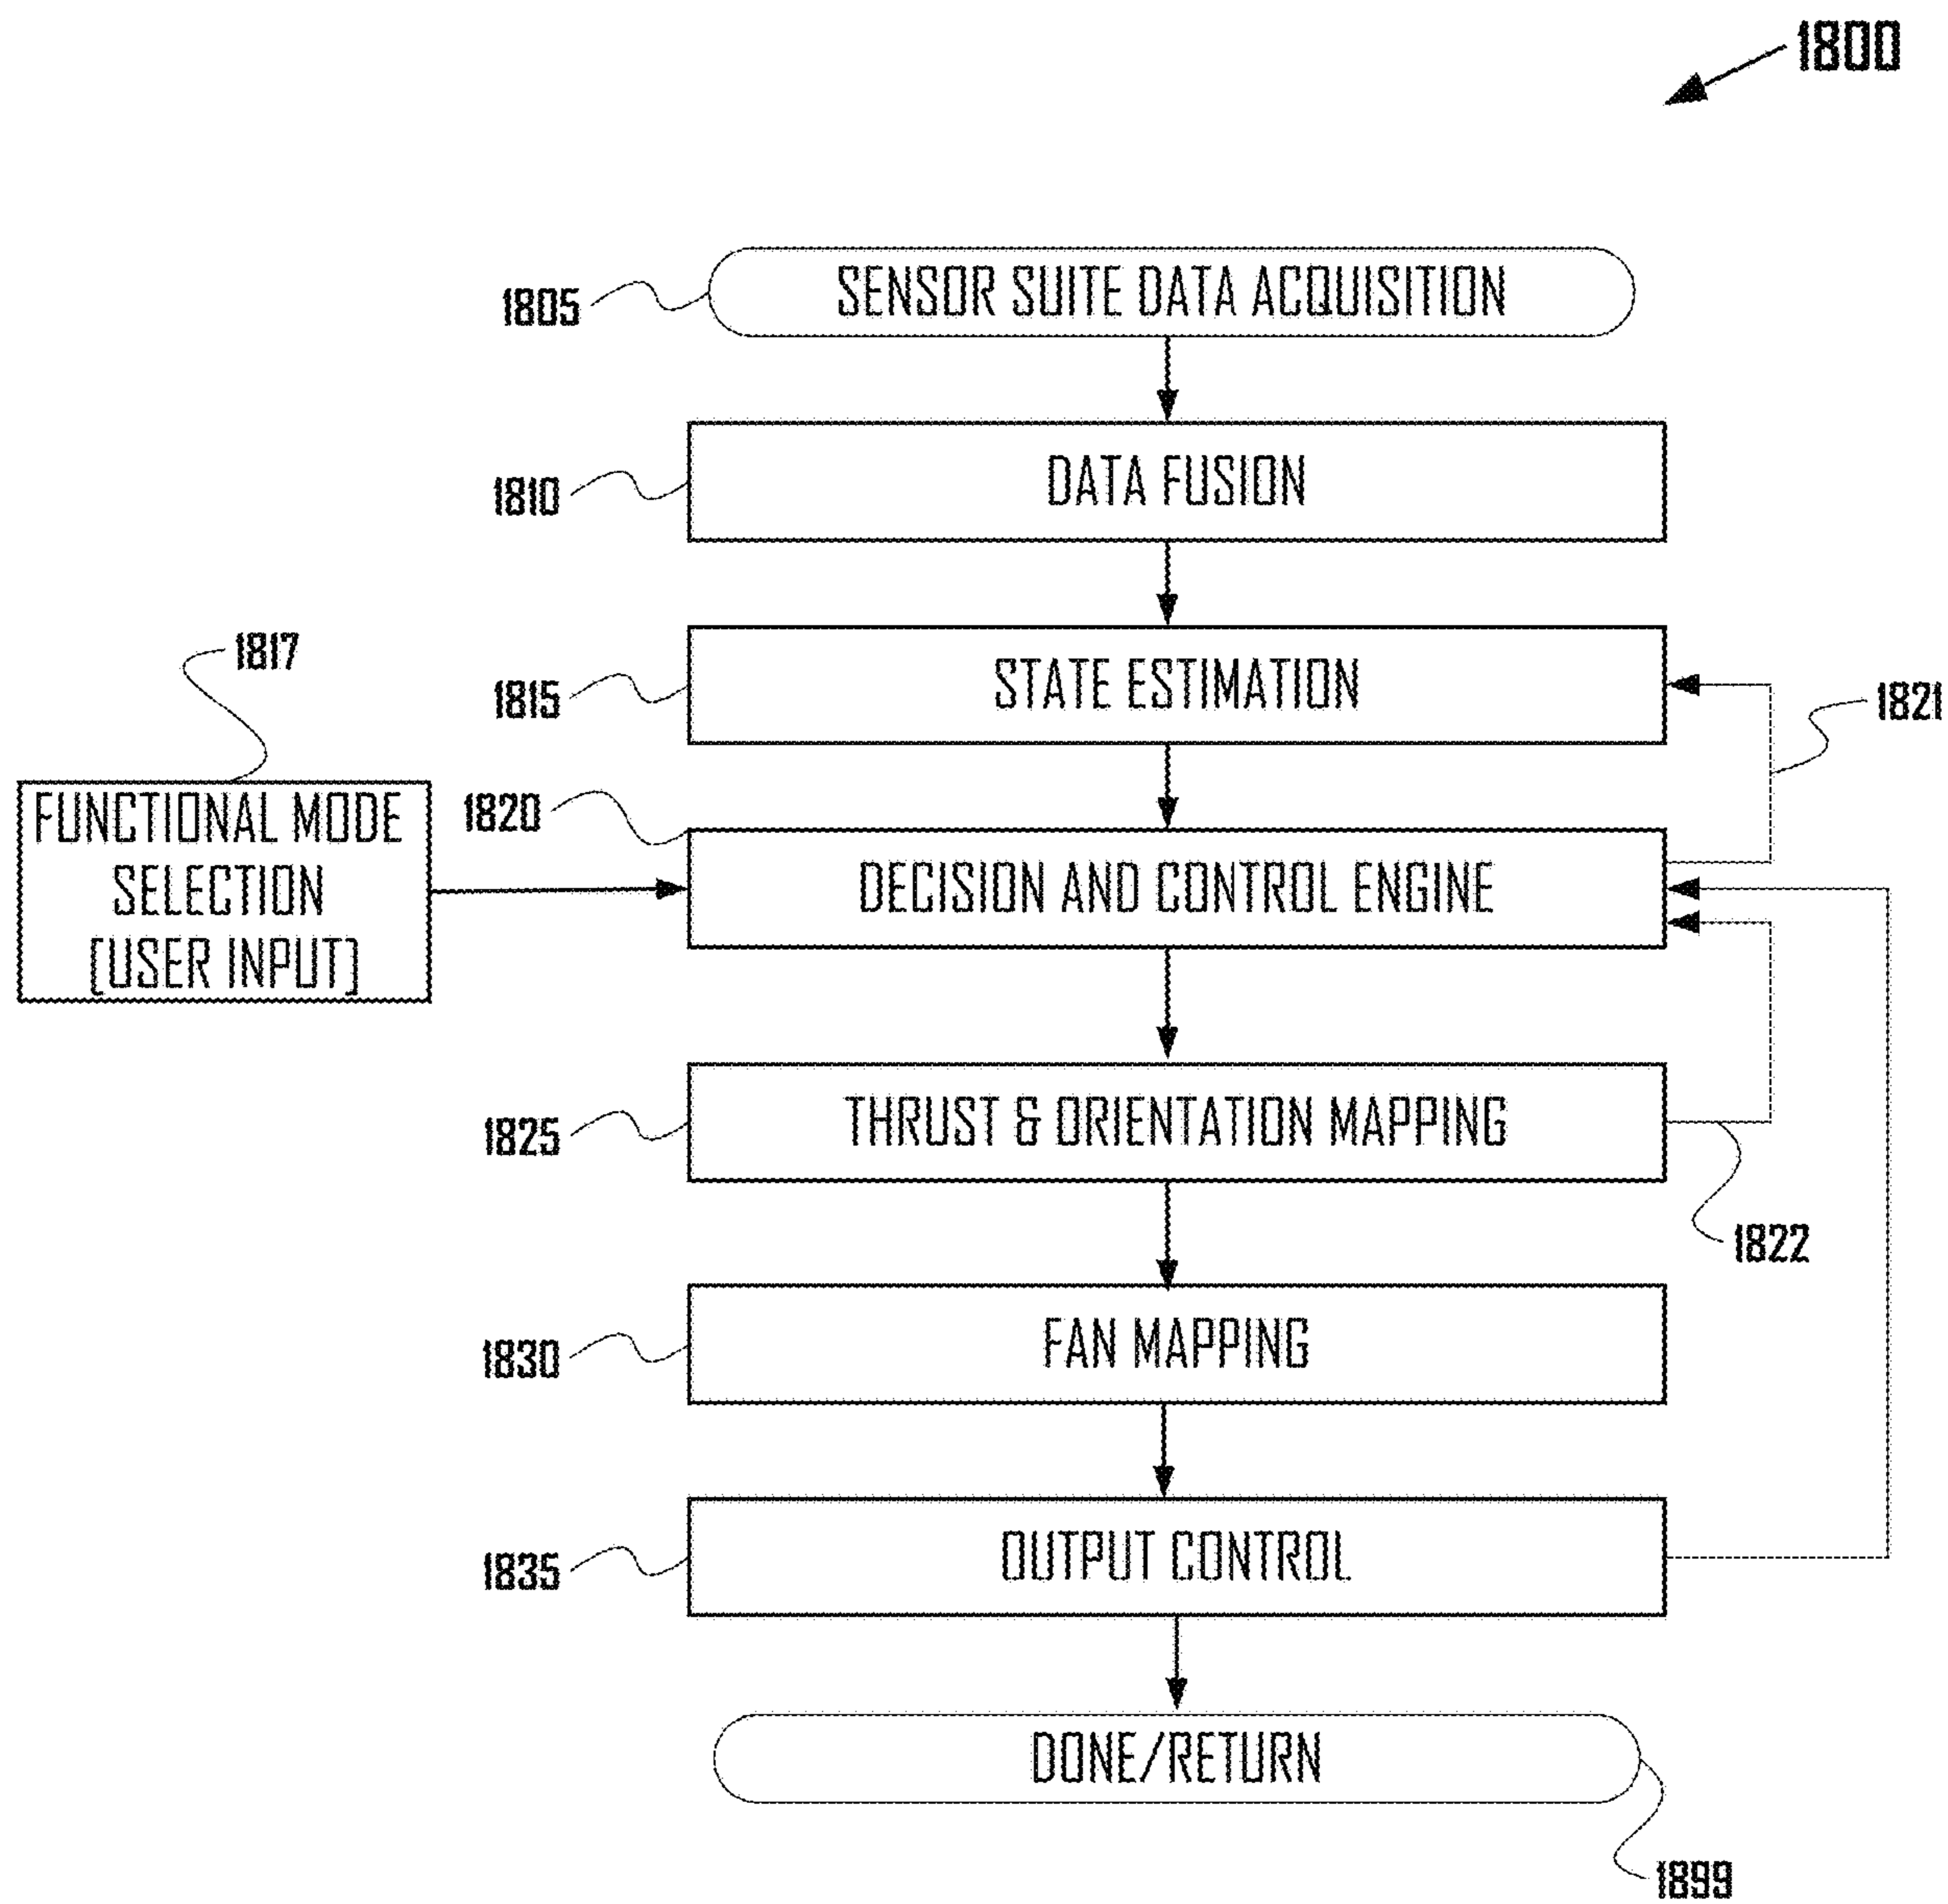 1800
1805
SENSOR SUITE DATA ACQUISITION
1810
DATA FUSION
1815
STATE ESTIMATION
1817
1821
FUNCTIONAL MODE
SELECTION
[USER INPUT]
1820
DECISION AND CONTROL ENGINE
1825
THRUST & ORIENTATION MAPPING
1822
1830
FAN MAPPING
1835
OUTPUT CONTROL
DONE/RETURN
1899